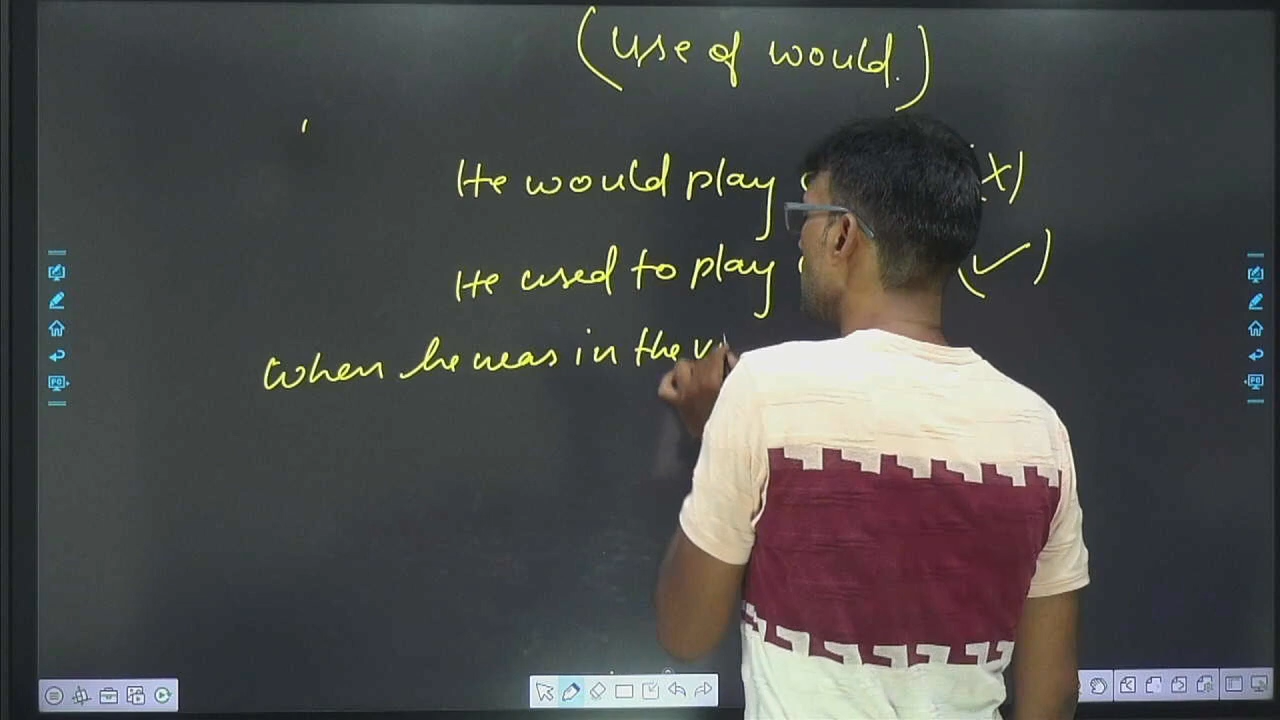 (use of would.)
He would play (X)
He used to play (✓)
When he was in the